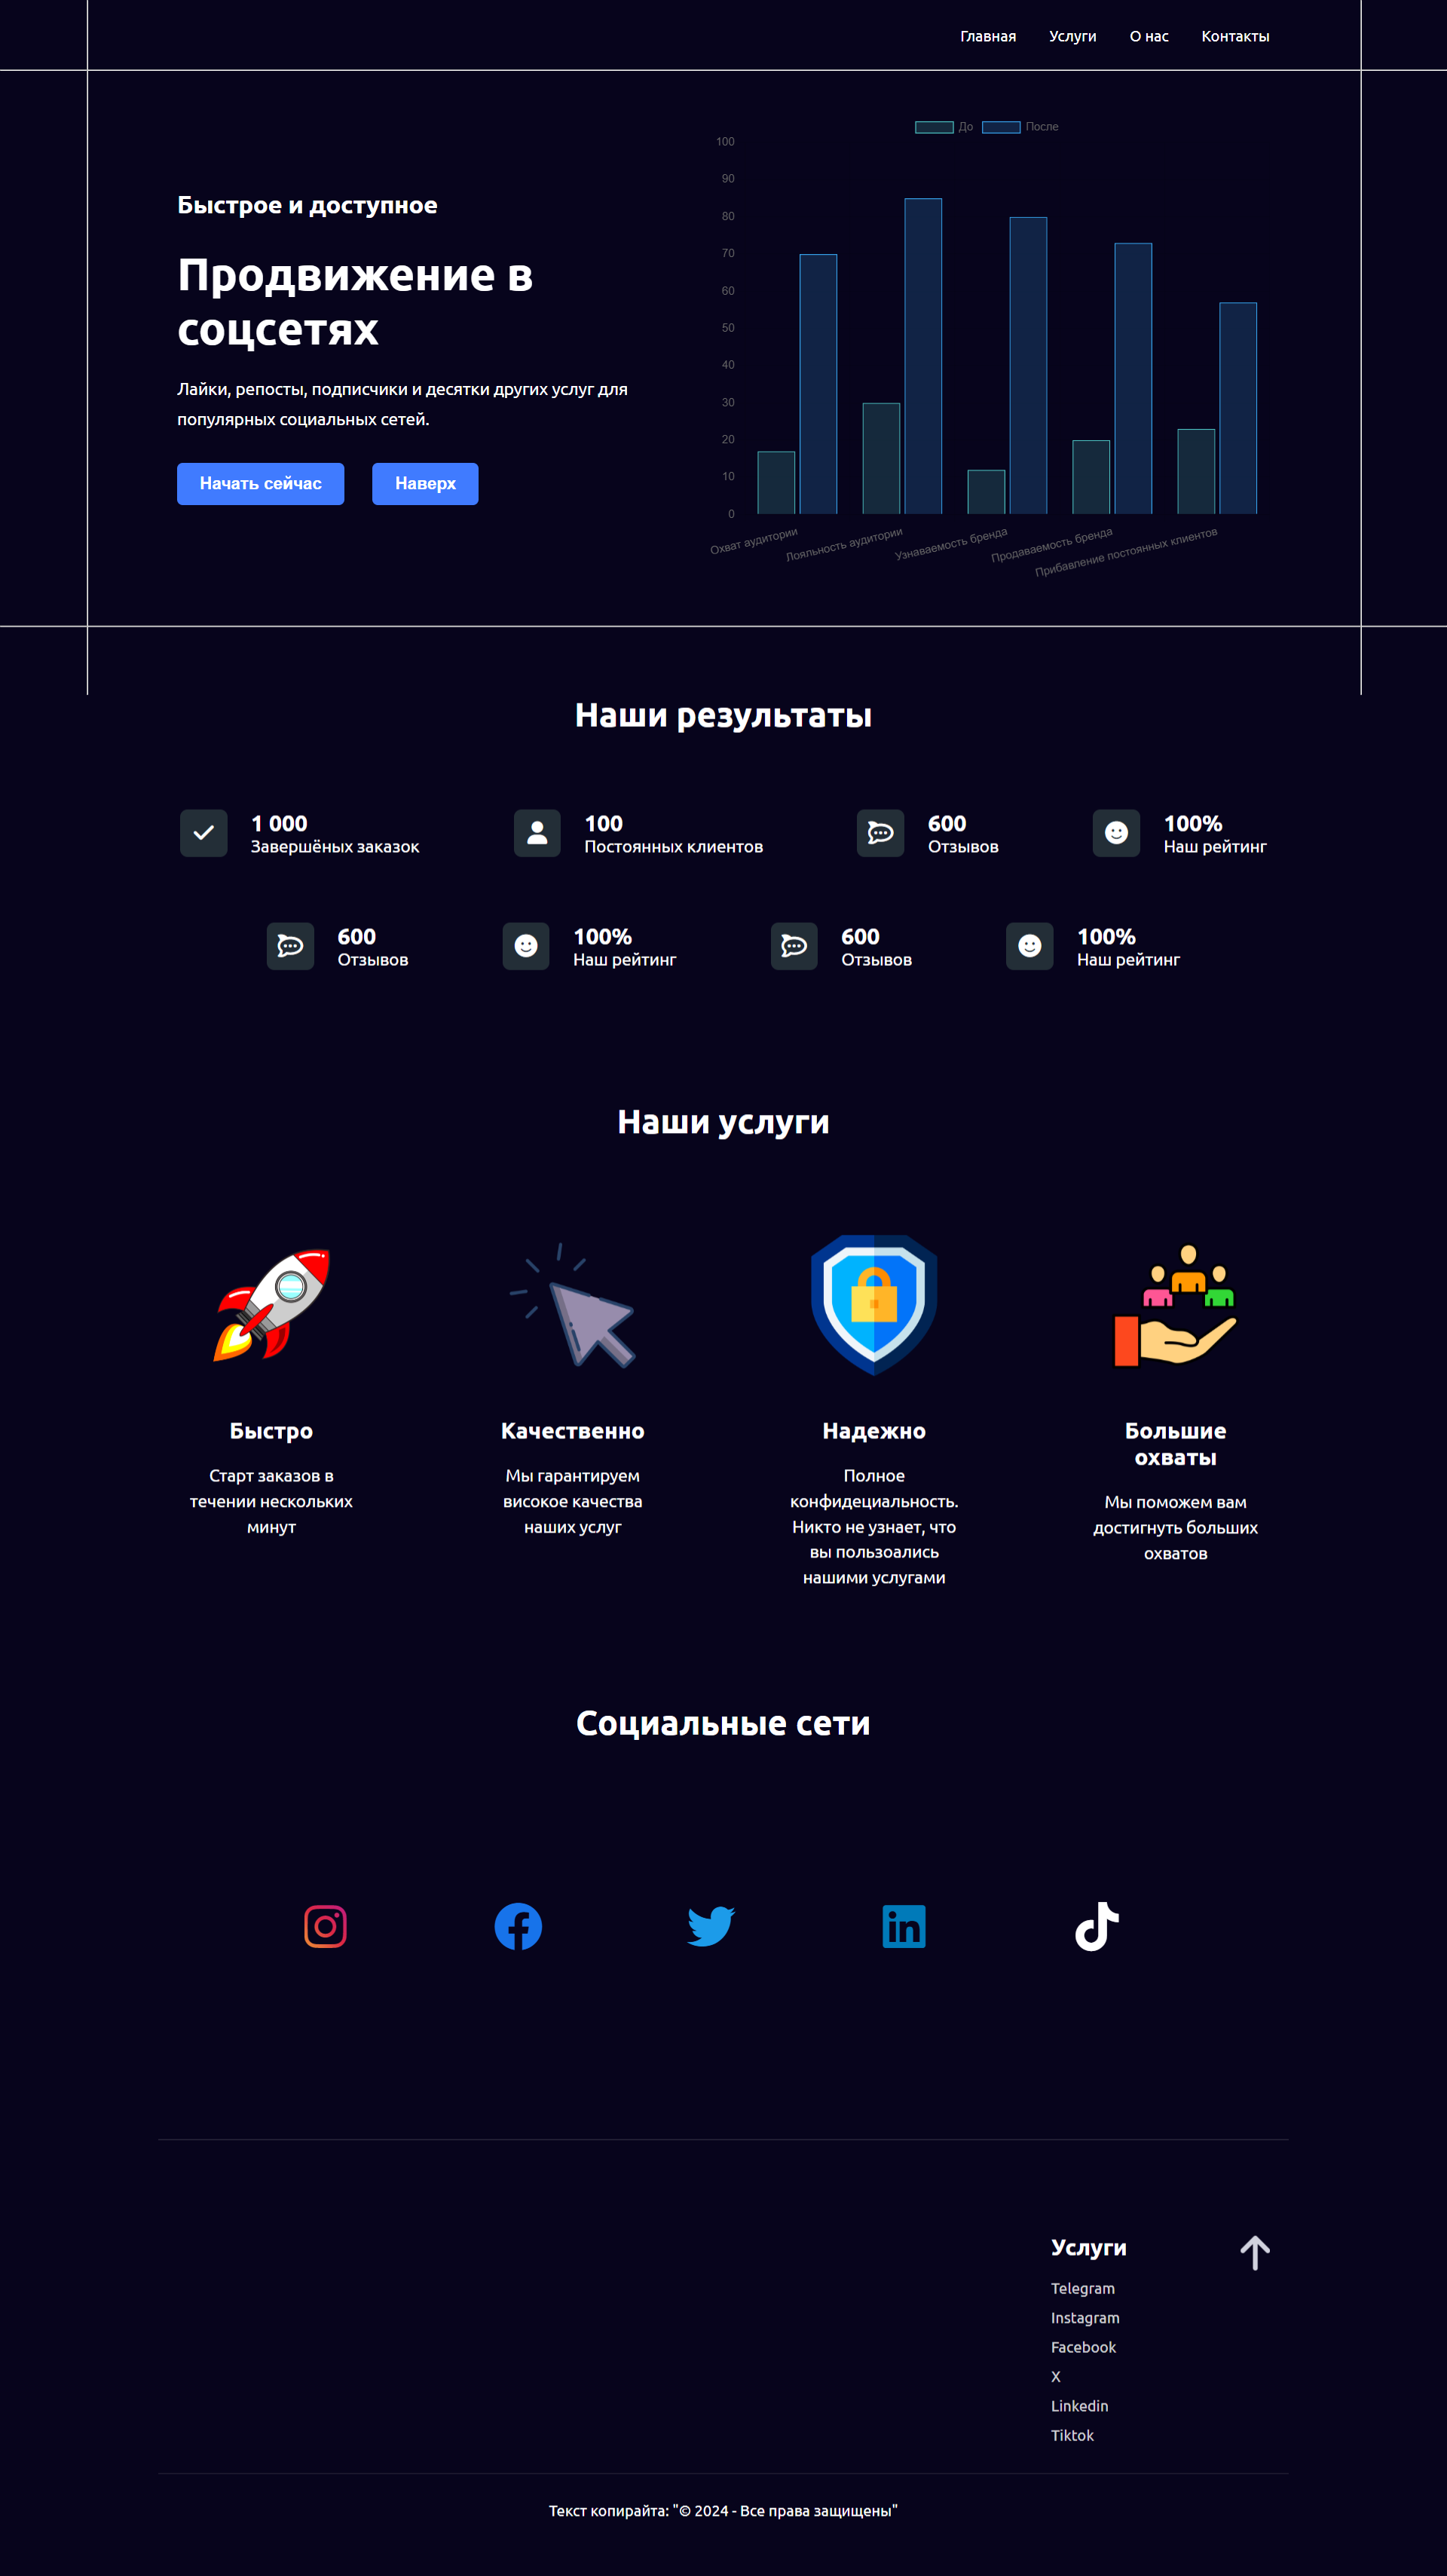 Главная Услуги О нас Контакты
Быстрое и доступное
Продвижение в
соцсетях
Лайки, репосты, подписчики и десятки других услуг для
популярных социальных сетей.
Начать сейчас Наверх
До После
100
90
80
70
60
50
40
30
20
10
0
Охват аудитории
Лояльность аудитории
Узнаваемость бренда
Продаваемость бренда
Прибавление постоянных клиентов
Наши результаты
1 000
Завершёных заказок
100
Постоянных клиентов
600
Отзывов
100%
Наш рейтинг
600
Отзывов
100%
Наш рейтинг
600
Отзывов
100%
Наш рейтинг
Наши услуги
Быстро
Старт заказов в
течении нескольких
минут
Качественно
Мы гарантируем
високое качества
наших услуг
Надежно
Полное
конфидециальность.
Никто не узнает, что
вы пользоались
нашими услугами
Большие
охваты
Мы поможем вам
достигнуть больших
охватов
Социальные сети
Услуги
Telegram
Instagram
Facebook
X
Linkedin
Tiktok
Текст копирайта: "© 2024 - Все права защищены"